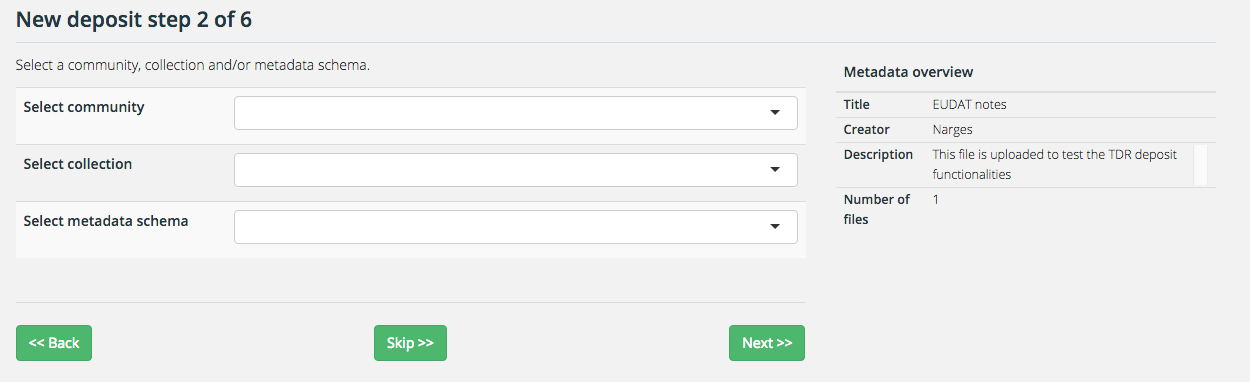 New deposit step 2 of 6
Select a community, collection and/or metadata schema.
Select community
Select collection
Select metadata schema
<< Back
Skip >>
Next >>
Metadata overview
Title EUDAT notes
Creator Narges
Description This file is uploaded to test the TDR deposit
functionalities
Number of 1
files